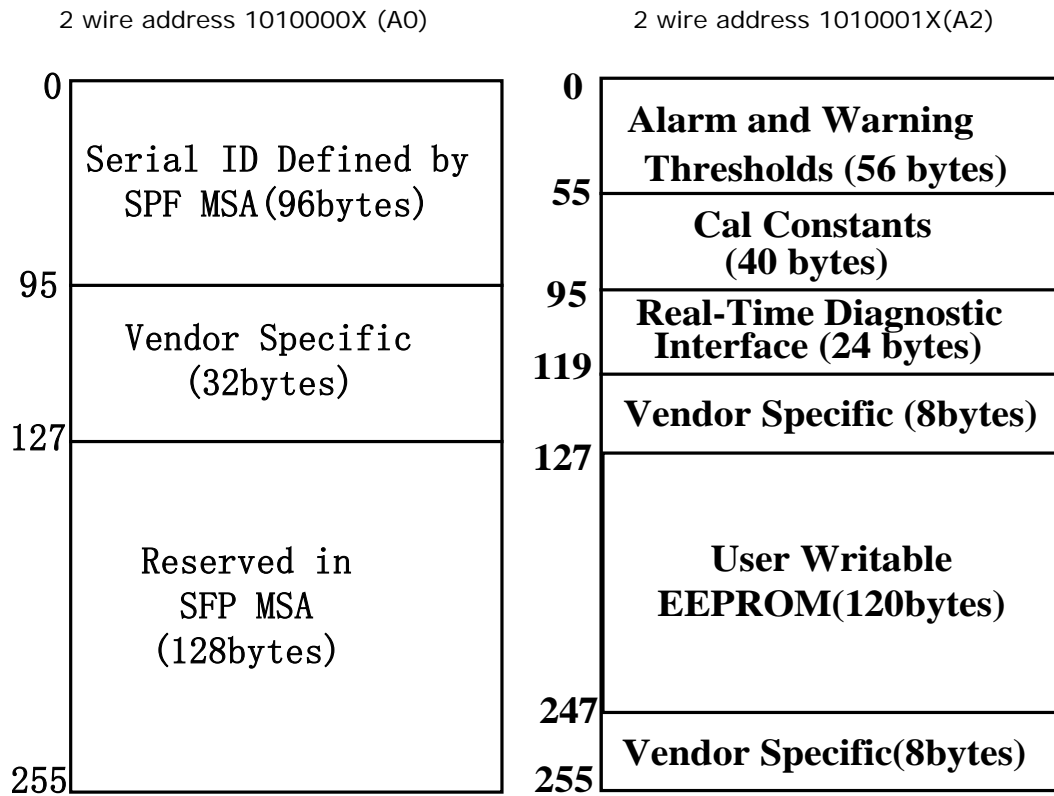 2 wire address 1010000X (A0)
0
Serial ID Defined by
SPF MSA(96bytes)
95
Vendor Specific
(32bytes)
127
Reserved in
SFP MSA
(128bytes)
255
2 wire address 1010001X(A2)
0
Alarm and Warning
Thresholds (56 bytes)
55
Cal Constants
(40 bytes)
95
Real-Time Diagnostic
Interface (24 bytes)
119
Vendor Specific (8bytes)
127
User Writable
EEPROM(120bytes)
247
Vendor Specific(8bytes)
255